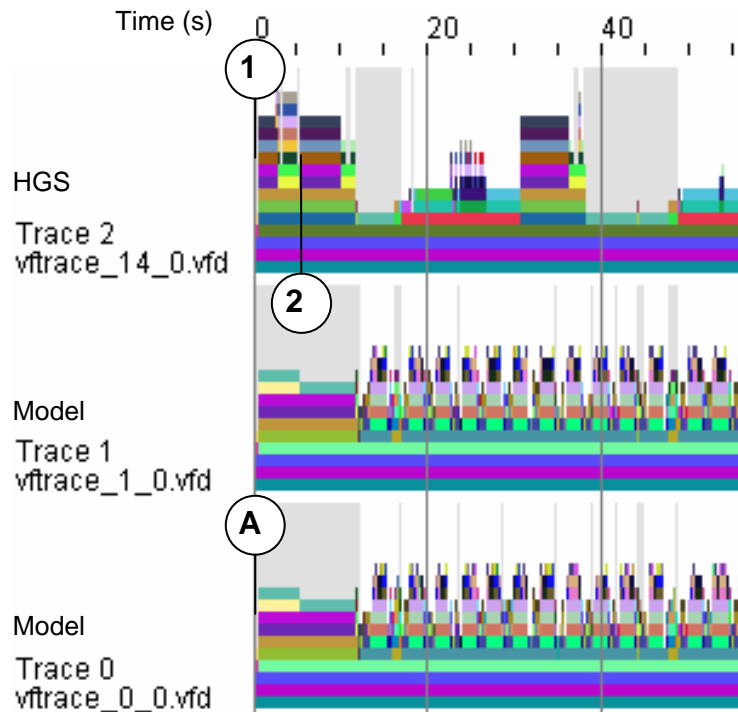 Time (s)
0 20 40
1
HGS
Trace 2
vftrace_14_0.vfd
2
Model
Trace 1
vftrace_1_0.vfd
A
Model
Trace 0
vftrace_0_0.vfd